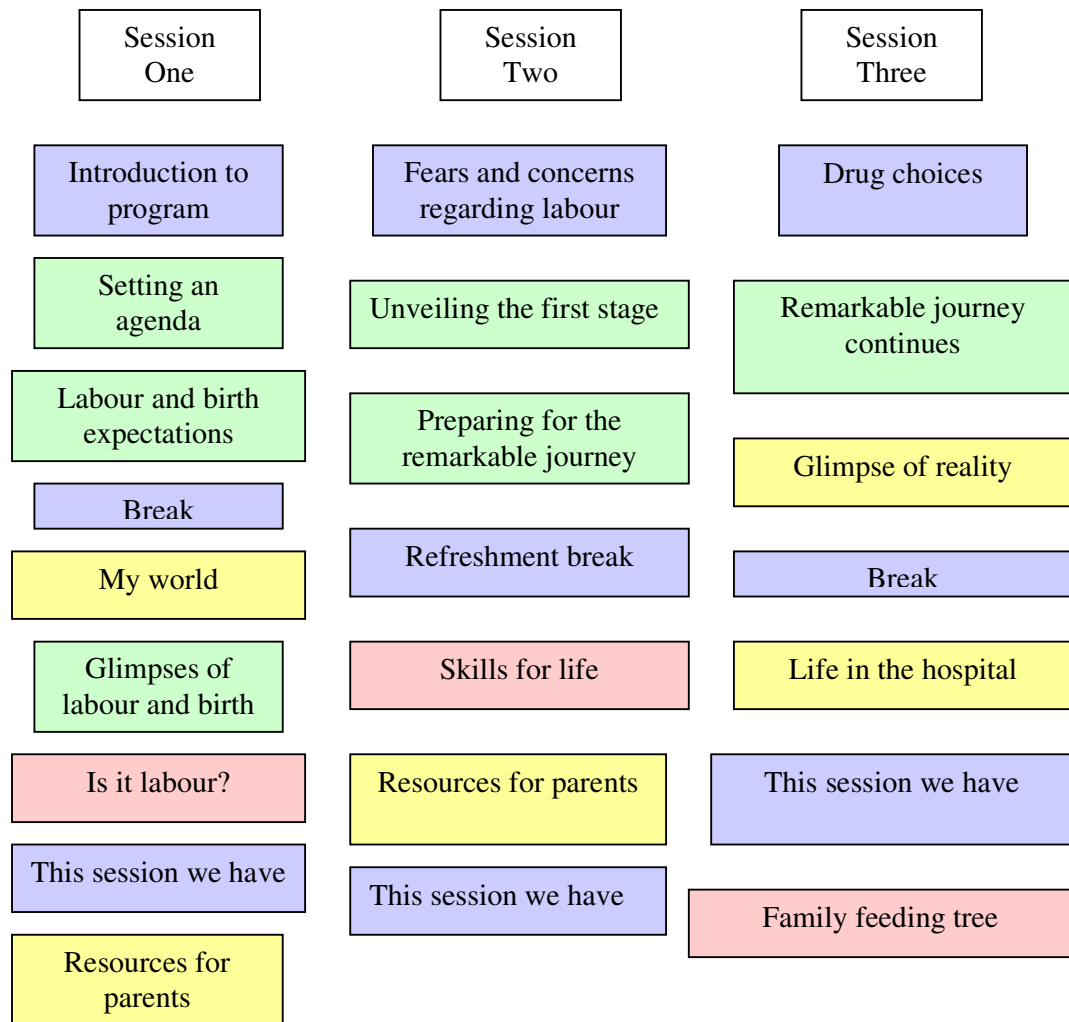 Session
One
Introduction to
program
Setting an
agenda
Labour and birth
expectations
Break
My world
Glimpses of
labour and birth
Is it labour?
This session we have
Resources for
parents
Session
Two
Fears and concerns
regarding labour
Unveiling the first stage
Preparing for the
remarkable journey
Refreshment break
Skills for life
Resources for parents
This session we have
Session
Three
Drug choices
Remarkable journey
continues
Glimpse of reality
Break
Life in the hospital
This session we have
Family feeding tree